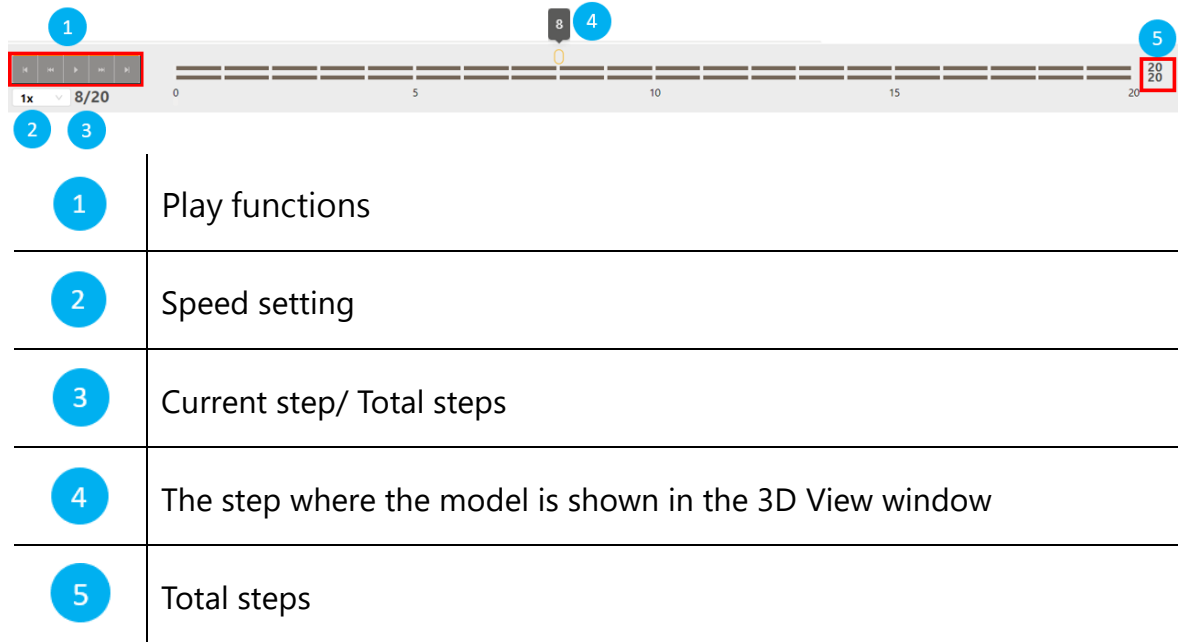 1
8
4
5
20
20
1x
8/20
0
5
10
15
20
2
3
1 Play functions
2 Speed setting
3 Current step/ Total steps
4 The step where the model is shown in the 3D View window
5 Total steps